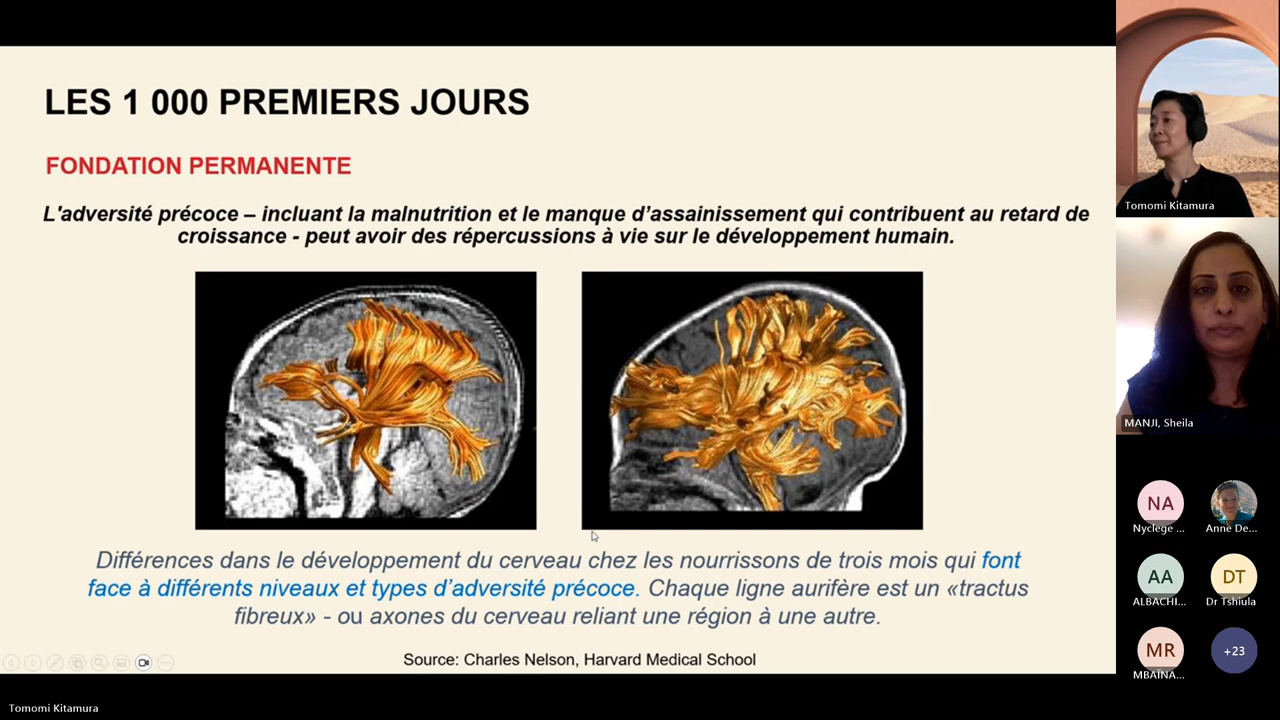 LES 1 000 PREMIERS JOURS
FONDATION PERMANENTE
L'adversité précoce – incluant la malnutrition et le manque d’assainissement qui contribuent au retard de
croissance - peut avoir des répercussions à vie sur le développement humain.
Différences dans le développement du cerveau chez les nourrissons de trois mois qui font
face à différents niveaux et types d’adversité précoce. Chaque ligne aurifère est un «tractus
fibreux» - ou axones du cerveau reliant une région à une autre.
Source: Charles Nelson, Harvard Medical School
Tomomi Kitamura
Tomomi Kitamura
MANJI, Sheila
NA
Nyclege ...
Anne De...
AA
ALBACHI...
DT
Dr Tshiula
MR
MBAÏNA...
+23